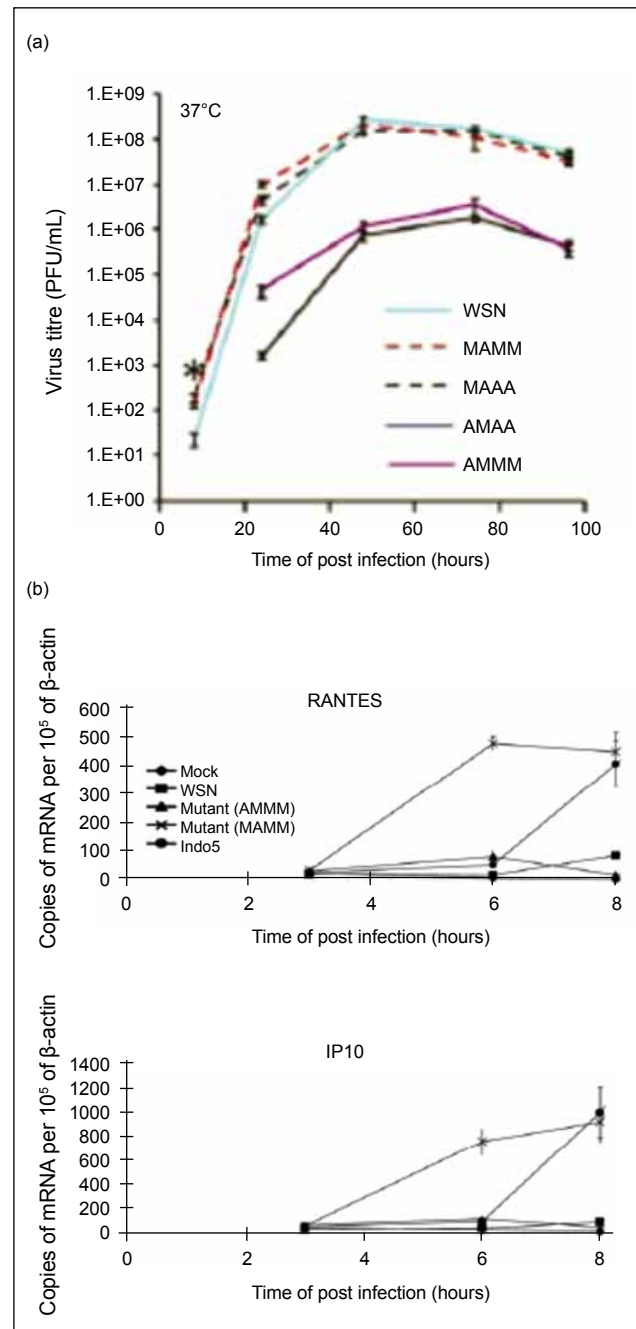 (a)
37°C
1.E+09
1.E+08
1.E+07
1.E+06
1.E+05
1.E+04
1.E+03
1.E+02
1.E+01
1.E+00
Virus titre (PFU/mL)
*
WSN
MAMM
MAAA
AMAA
AMMM
0 20 40 60 80 100
Time of post infection (hours)
(b)
RANTES
600
500
400
300
200
100
0
Copies of mRNA per 10⁵ of β-actin
Mock
WSN
Mutant (AMMM)
Mutant (MAMM)
Indo5
0 2 4 6 8
Time of post infection (hours)
IP10
1400
1200
1000
800
600
400
200
0
Copies of mRNA per 10⁵ of β-actin
0 2 4 6 8
Time of post infection (hours)